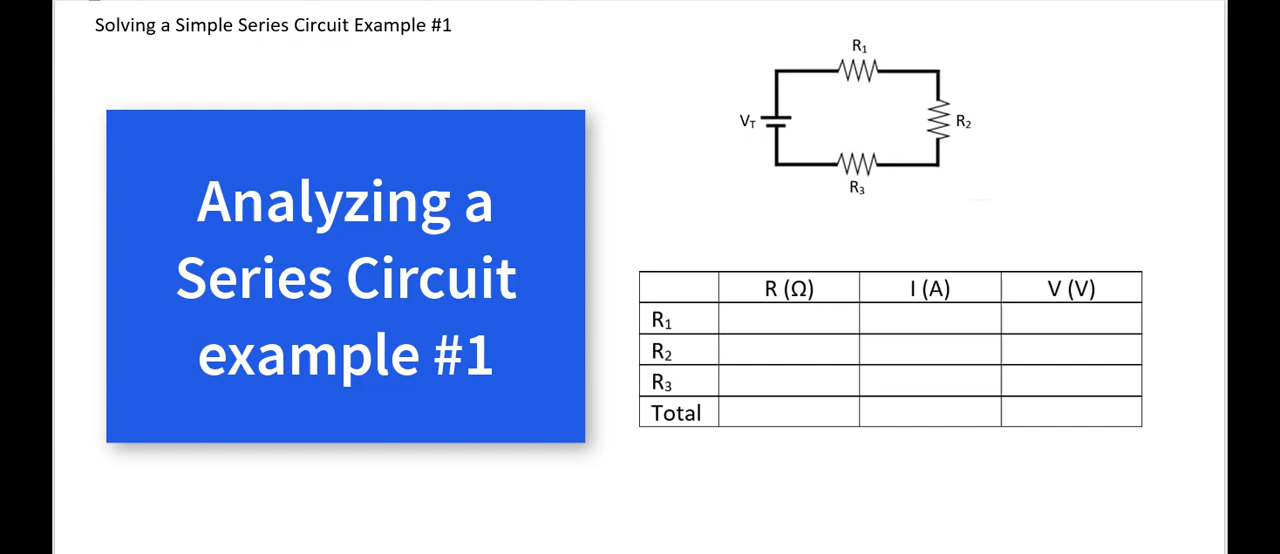 Solving a Simple Series Circuit Example #1
Analyzing a
Series Circuit
example #1
R₁
V_T
R₂
R₃
R (Ω) I (A) V (V)
R₁
R₂
R₃
Total